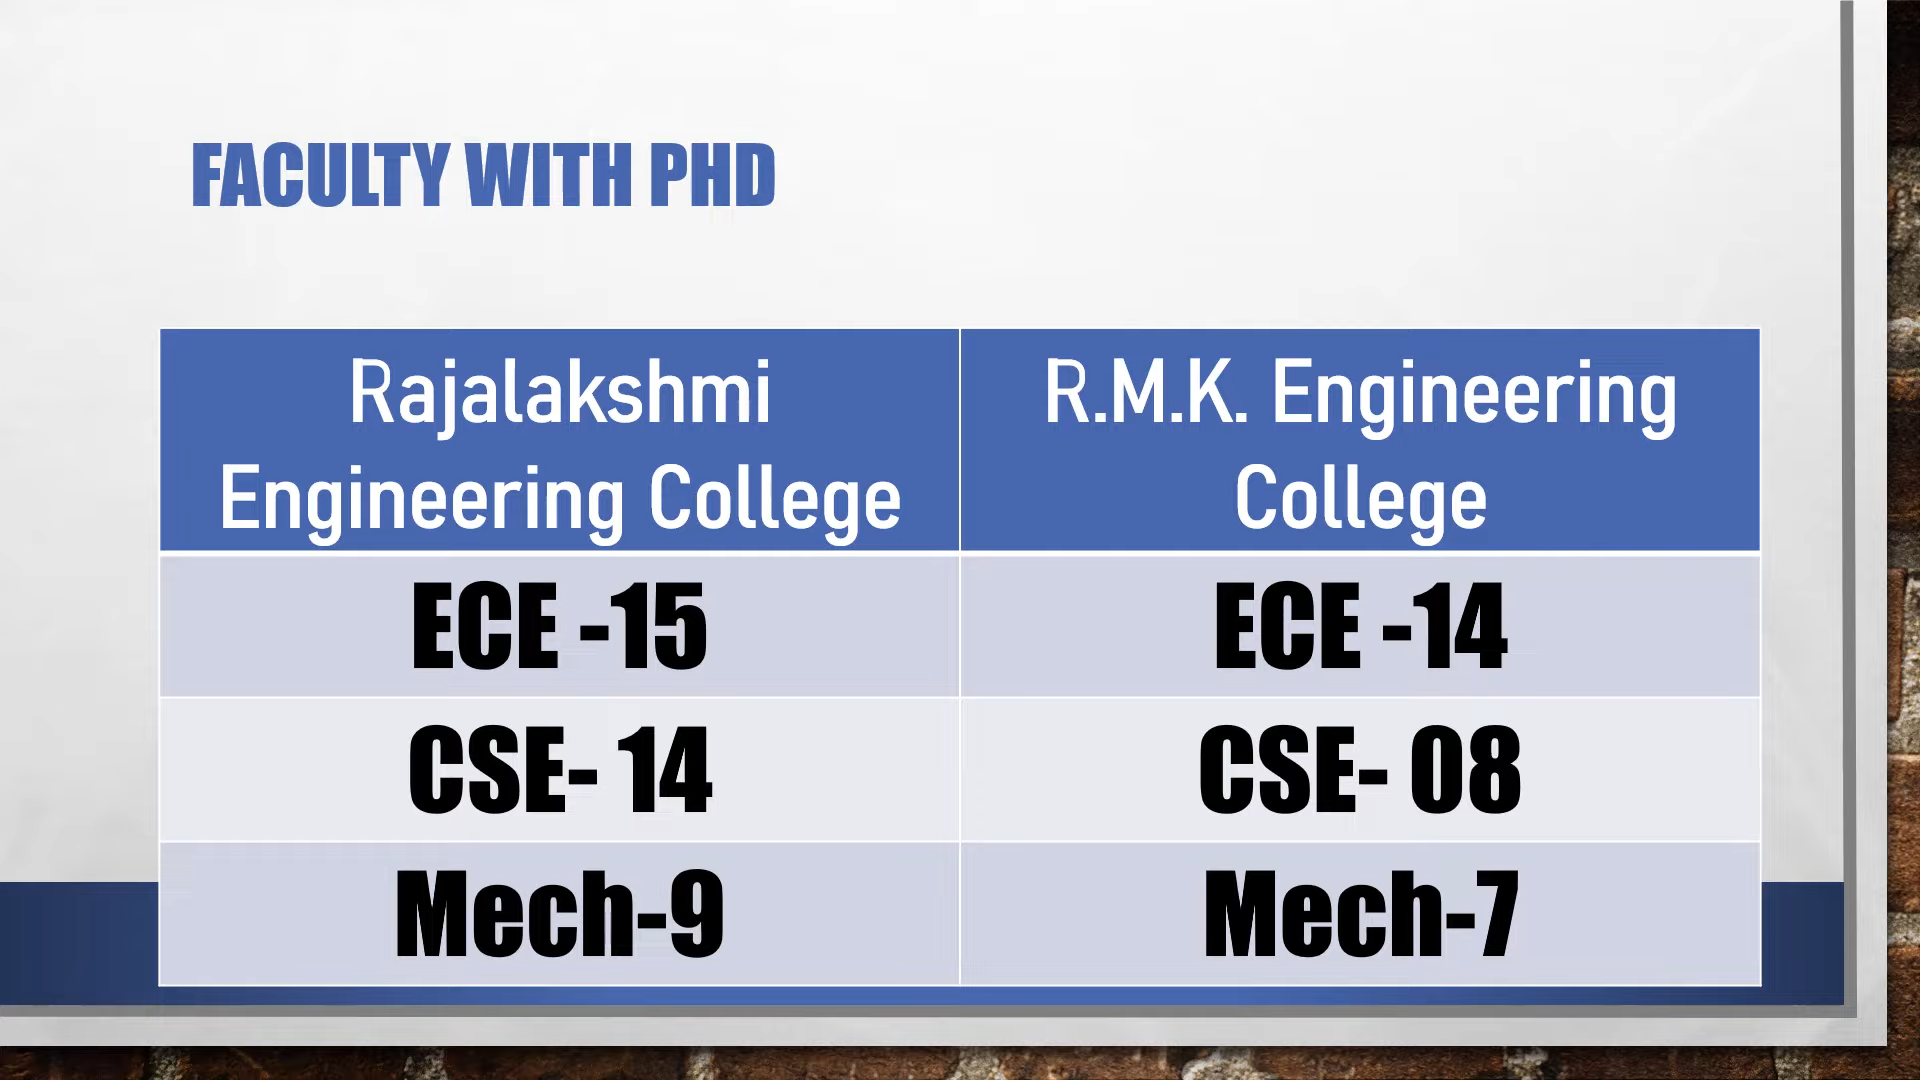 FACULTY WITH PHD
Rajalakshmi
Engineering College
R.M.K. Engineering
College
ECE -15
ECE -14
CSE- 14
CSE- 08
Mech-9
Mech-7